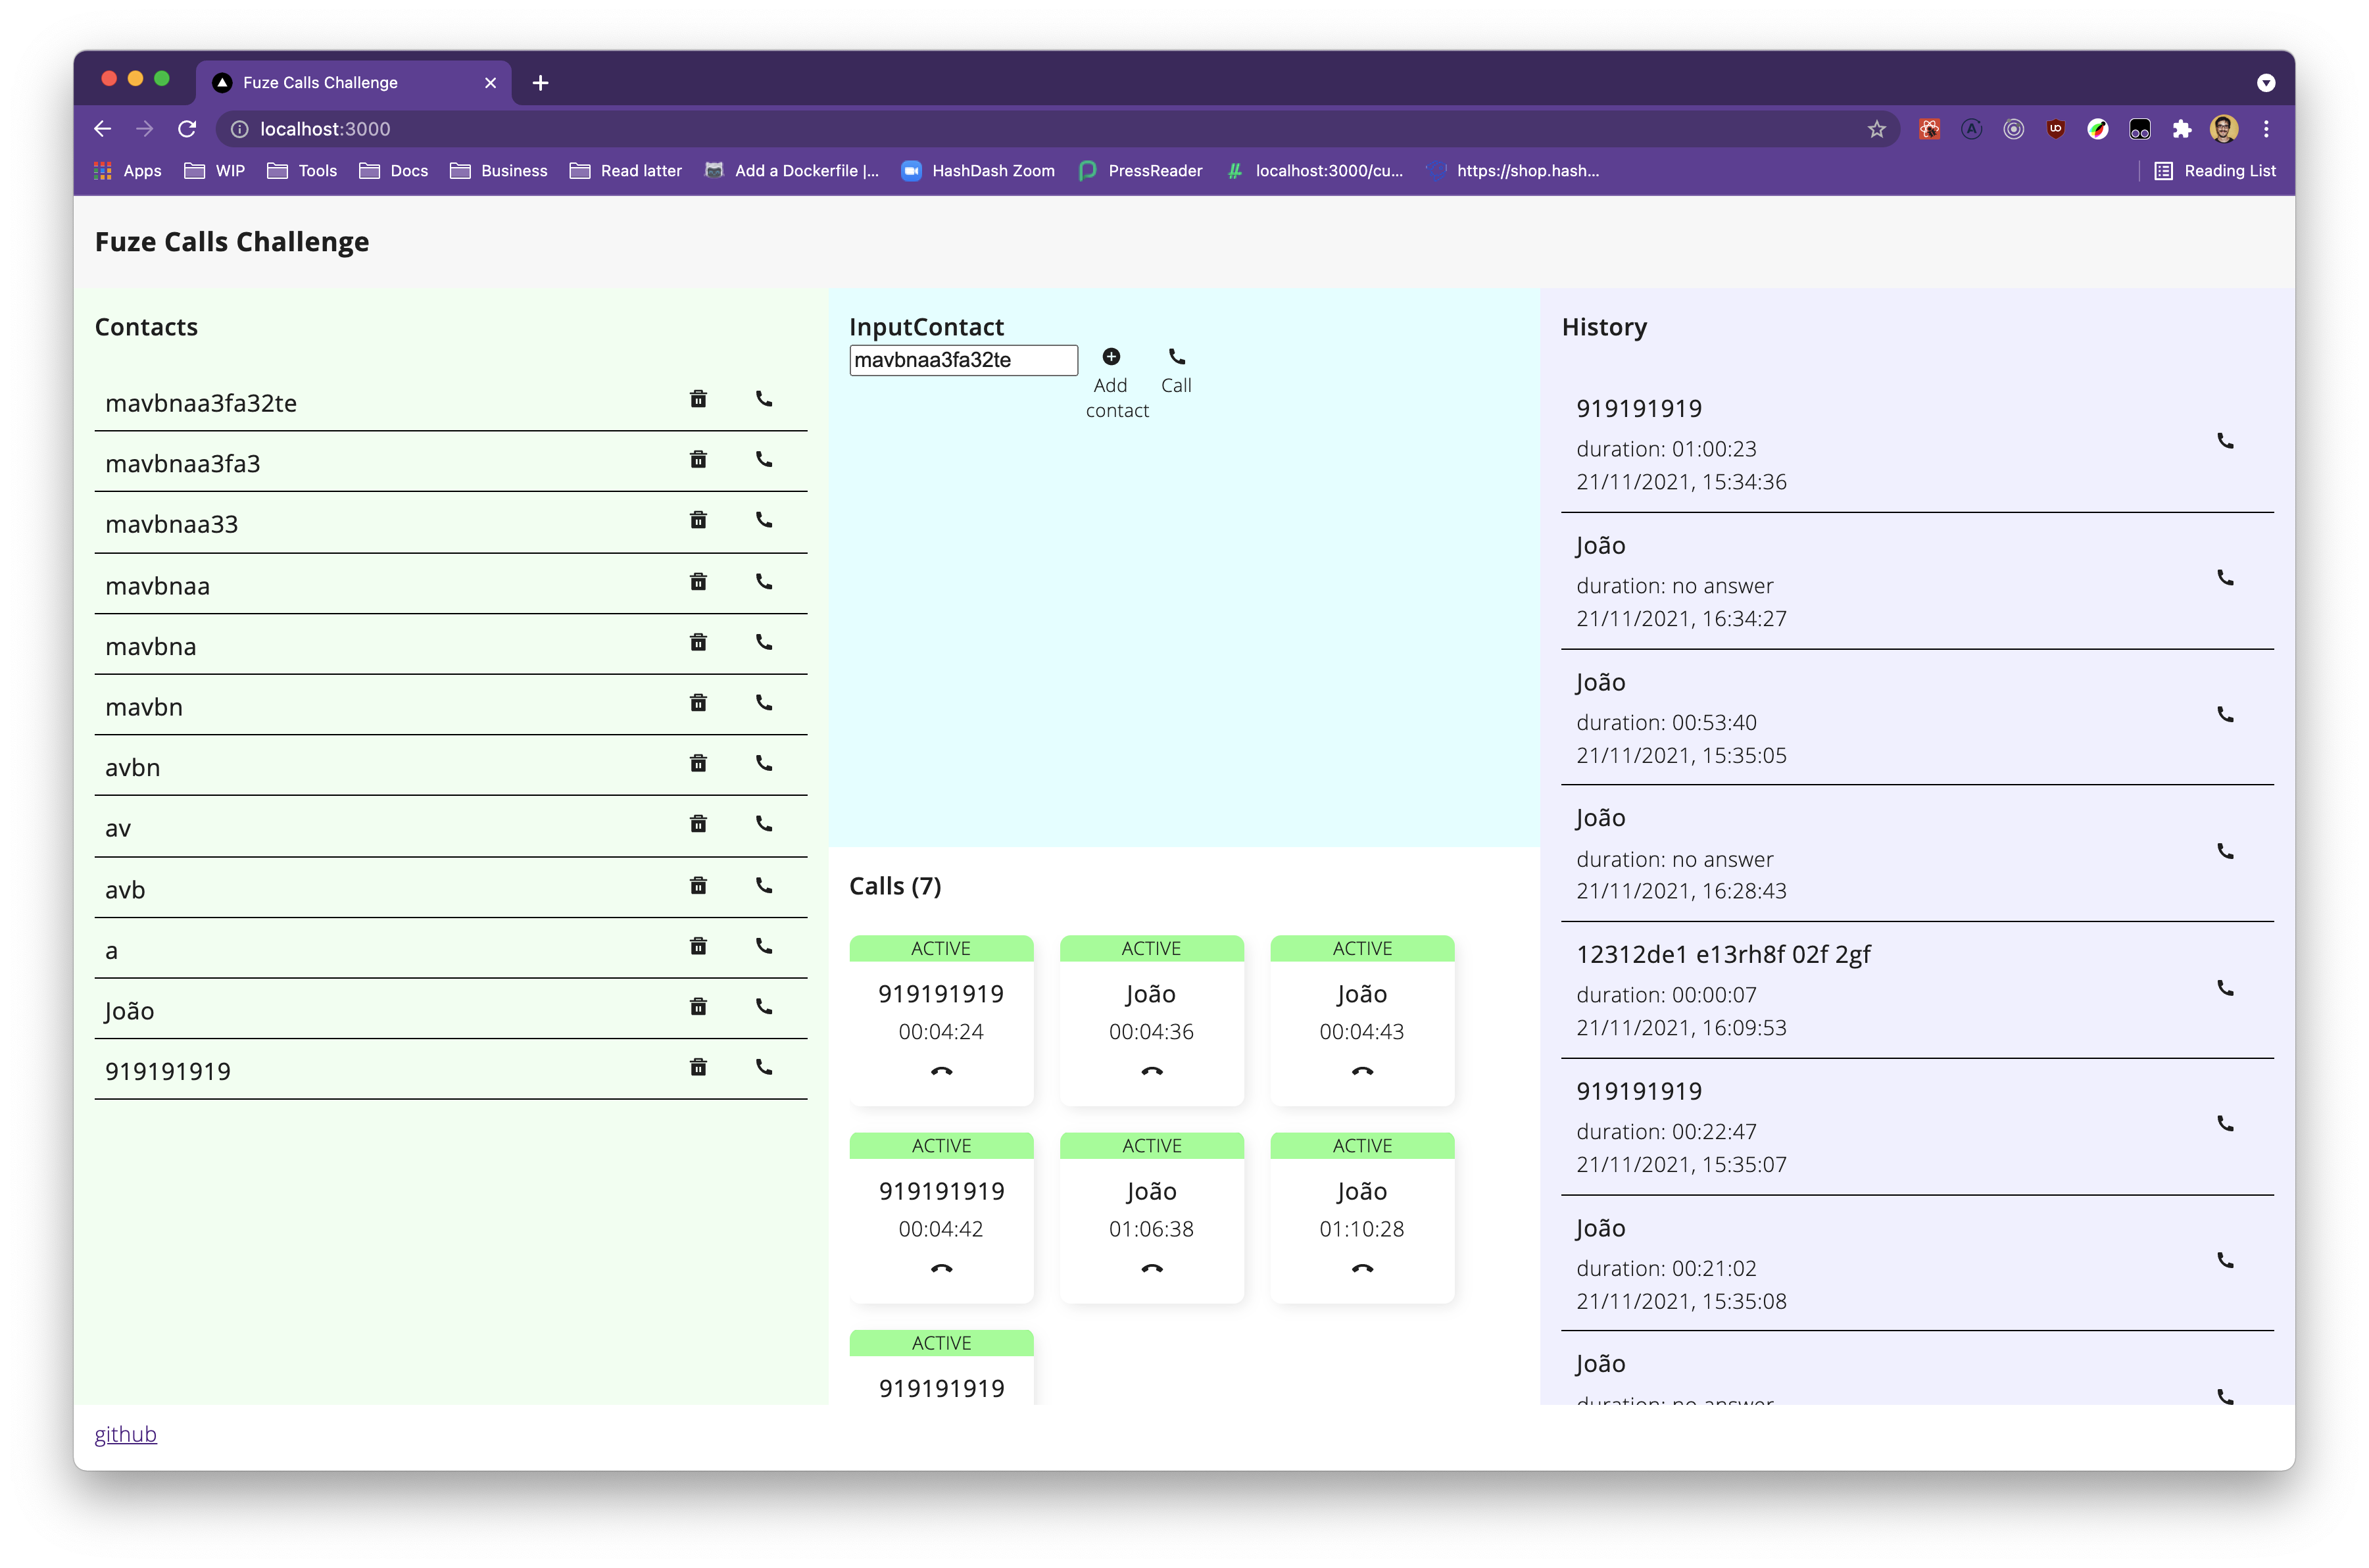 Fuze Calls Challenge
localhost:3000
Apps
WIP
Tools
Docs
Business
Read latter
Add a Dockerfile |...
HashDash Zoom
PressReader
localhost:3000/cu...
https://shop.hash...
Reading List
Fuze Calls Challenge
Contacts
mavbnaa3fa32te
mavbnaa3fa3
mavbnaa33
mavbnaa
mavbna
mavbn
avbn
av
avb
a
João
919191919
InputContact
mavbnaa3fa32te
Add
contact
Call
Calls (7)
ACTIVE
919191919
00:04:24
ACTIVE
João
00:04:36
ACTIVE
João
00:04:43
ACTIVE
919191919
00:04:42
ACTIVE
João
01:06:38
ACTIVE
João
01:10:28
ACTIVE
919191919
History
919191919
duration: 01:00:23
21/11/2021, 15:34:36
João
duration: no answer
21/11/2021, 16:34:27
João
duration: 00:53:40
21/11/2021, 15:35:05
João
duration: no answer
21/11/2021, 16:28:43
12312de1 e13rh8f 02f 2gf
duration: 00:00:07
21/11/2021, 16:09:53
919191919
duration: 00:22:47
21/11/2021, 15:35:07
João
duration: 00:21:02
21/11/2021, 15:35:08
João
duration: no answer
github